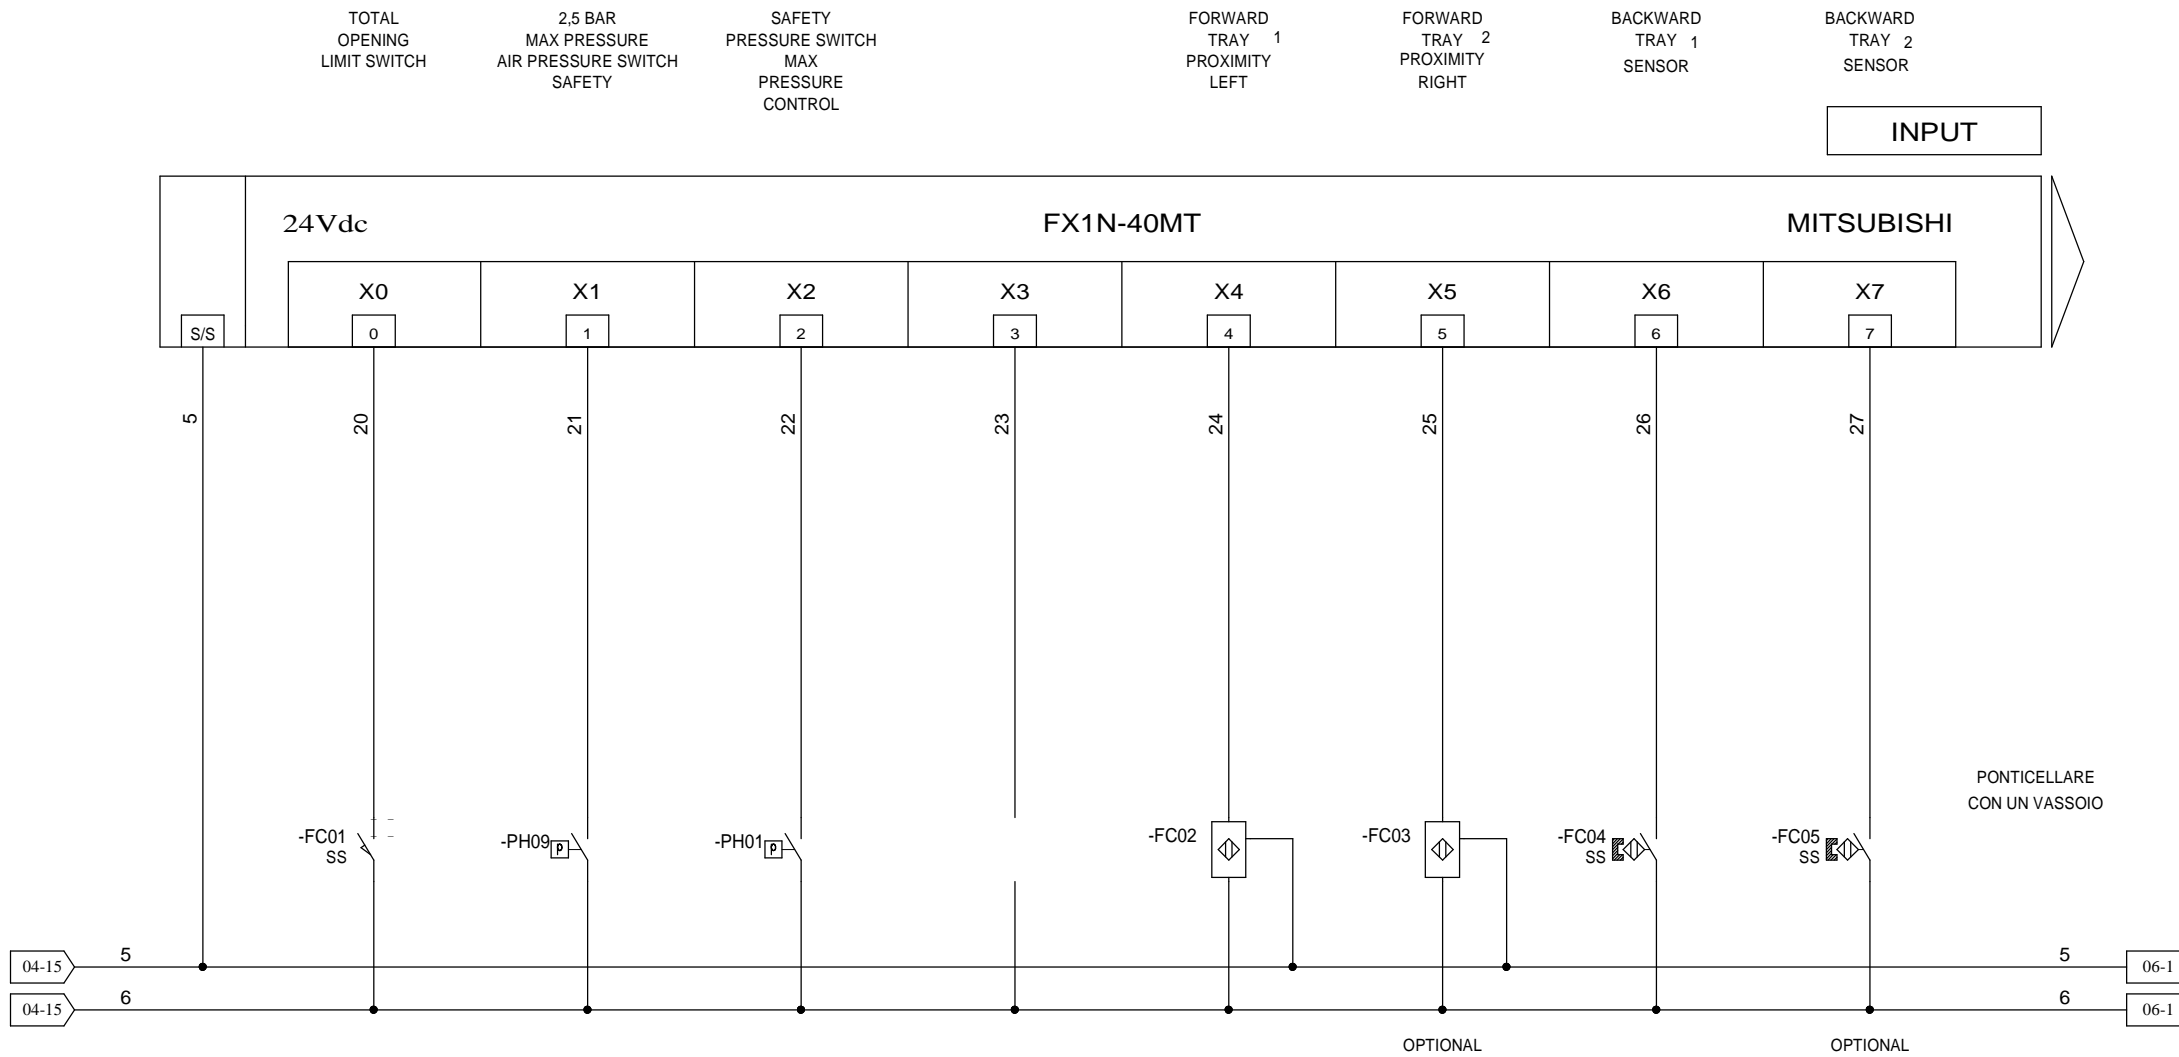 TOTAL
OPENING
LIMIT SWITCH
2,5 BAR
MAX PRESSURE
AIR PRESSURE SWITCH
SAFETY
SAFETY
PRESSURE SWITCH
MAX
PRESSURE
CONTROL
FORWARD
TRAY 1
PROXIMITY
LEFT
FORWARD
TRAY 2
PROXIMITY
RIGHT
BACKWARD
TRAY 1
SENSOR
BACKWARD
TRAY 2
SENSOR
INPUT
24Vdc FX1N-40MT MITSUBISHI
X0 X1 X2 X3 X4 X5 X6 X7
S/S 0 1 2 3 4 5 6 7
5 20 21 22 23 24 25 26 27
PONTICELLARE
CON UN VASSOIO
-FC01
SS
-PH09 P
-PH01 P
-FC02
-FC03
-FC04
SS
-FC05
SS
04-15 5 5 06-1
04-15 6 6 06-1
OPTIONAL OPTIONAL